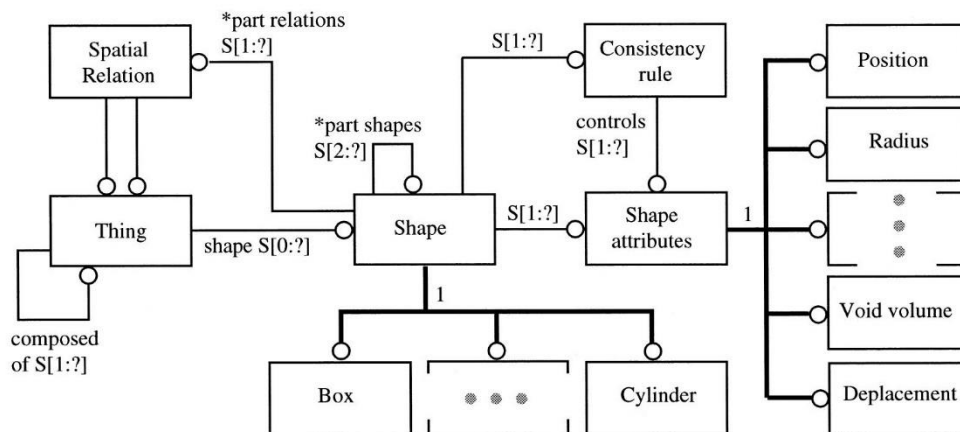 *part relations
S[1:?]
Spatial
Relation
S[1:?]
Consistency
rule
Position
*part shapes
S[2:?]
controls
S[1:?]
Radius
Thing
shape S[0:?]
Shape
S[1:?]
Shape
attributes
1
composed
of S[1:?]
1
Void volume
Box
Cylinder
Deplacement